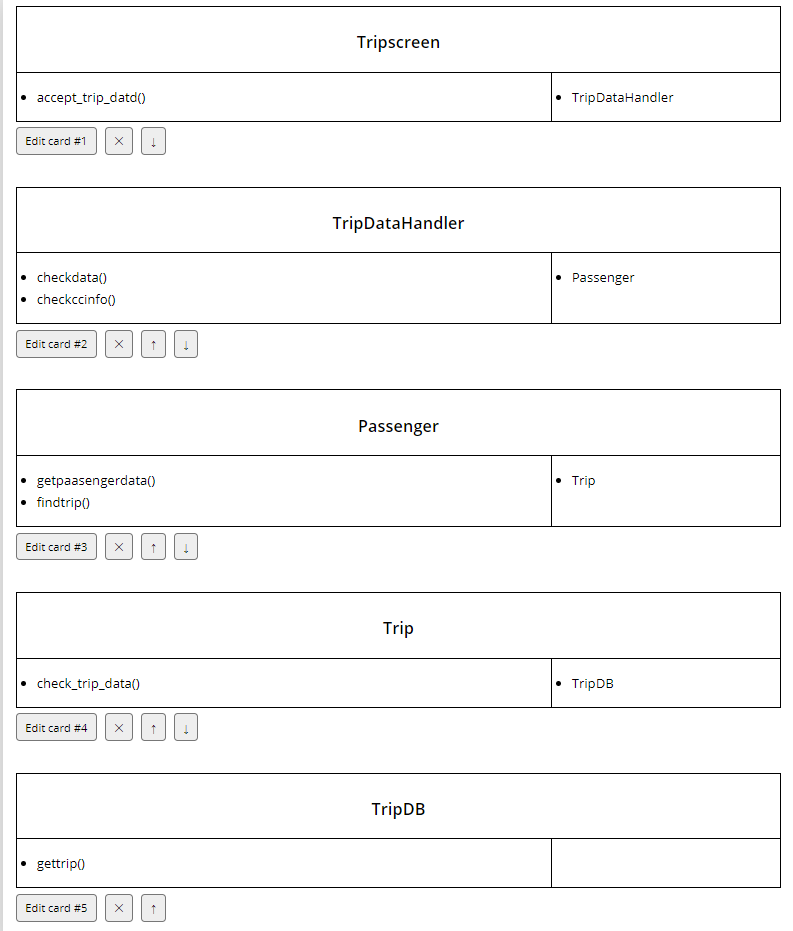 Tripscreen
accept_trip_datd()
TripDataHandler
Edit card #1
×
↓
TripDataHandler
checkdata()
checkccinfo()
Passenger
Edit card #2
×
↑
↓
Passenger
getpaasengerdata()
findtrip()
Trip
Edit card #3
×
↑
↓
Trip
check_trip_data()
TripDB
Edit card #4
×
↑
↓
TripDB
gettrip()
Edit card #5
×
↑